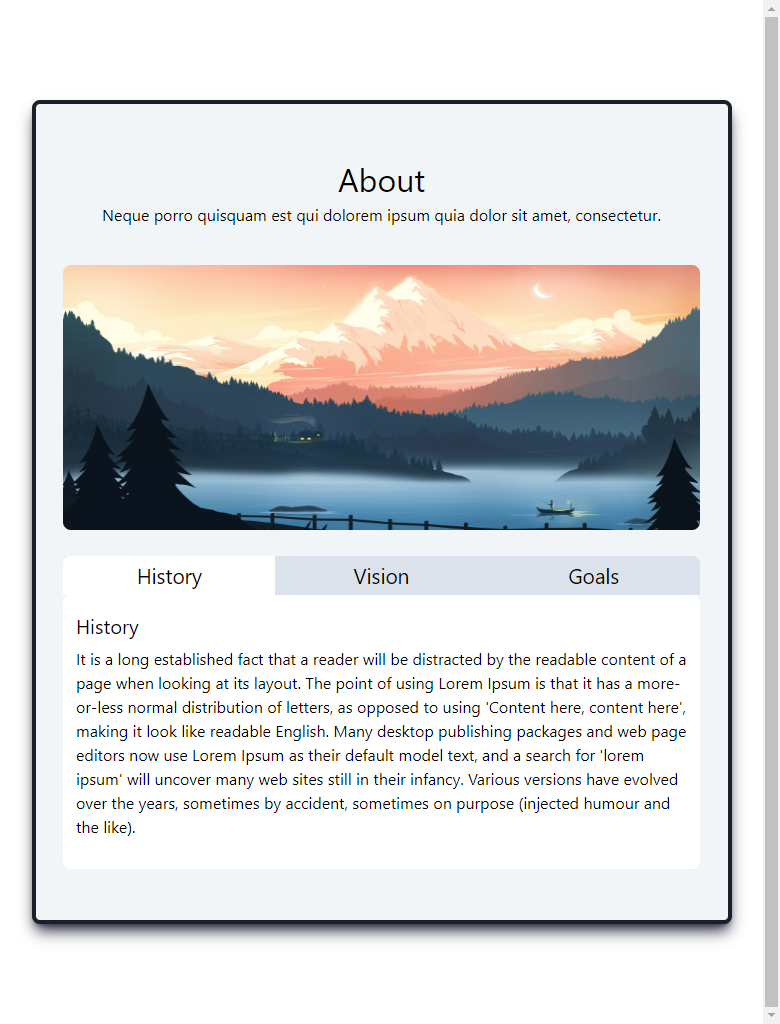 About
Neque porro quisquam est qui dolorem ipsum quia dolor sit amet, consectetur.
History
Vision
Goals
History
It is a long established fact that a reader will be distracted by the readable content of a
page when looking at its layout. The point of using Lorem Ipsum is that it has a more-
or-less normal distribution of letters, as opposed to using 'Content here, content here',
making it look like readable English. Many desktop publishing packages and web page
editors now use Lorem Ipsum as their default model text, and a search for 'lorem
ipsum' will uncover many web sites still in their infancy. Various versions have evolved
over the years, sometimes by accident, sometimes on purpose (injected humour and
the like).